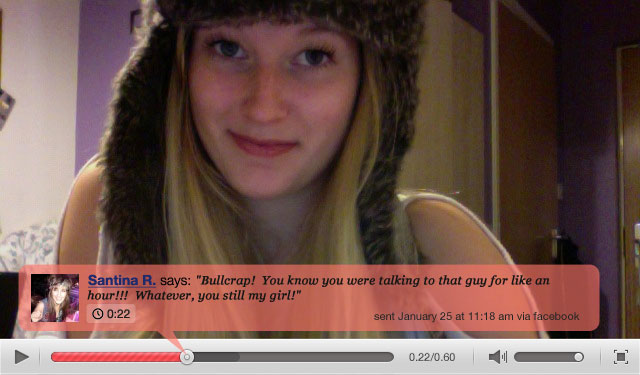 Santina R. says: "Bullcrap! You know you were talking to that guy for like an
hour!!! Whatever, you still my girl!"
0:22
sent January 25 at 11:18 am via facebook
0.22/0.60